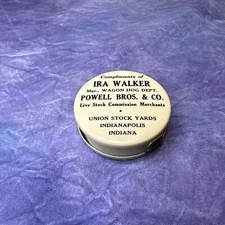 Compliments of
IRA WALKER
Mgr., WAGON HOG DEPT.
POWELL BROS. & CO.
Live Stock Commission Merchants
•
UNION STOCK YARDS
INDIANAPOLIS
INDIANA